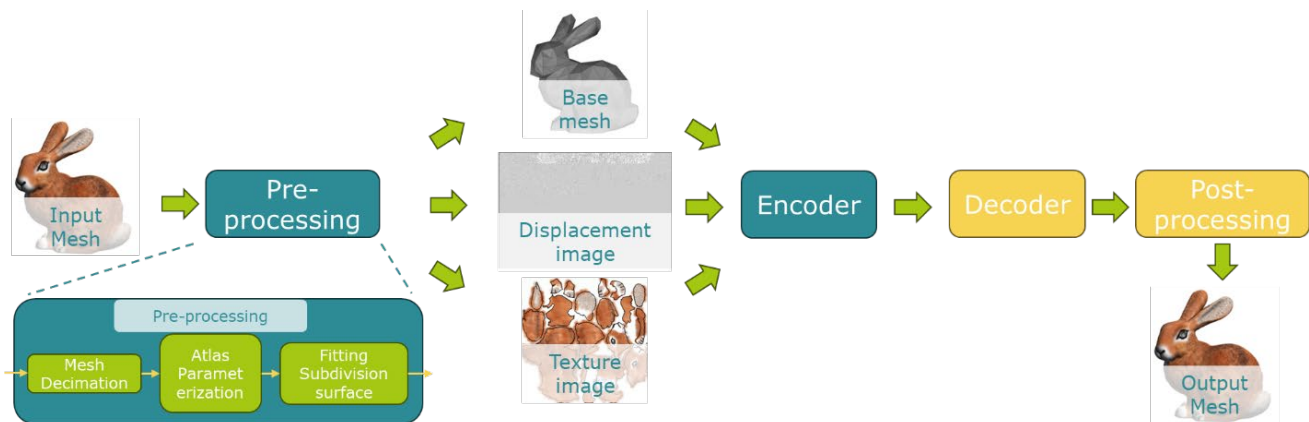 Input
Mesh
Pre-
processing
Base
mesh
Displacement
image
Texture
image
Encoder
Decoder
Post-
processing
Output
Mesh
Pre-processing
Mesh
Decimation
Atlas
Paramet
erization
Fitting
Subdivision
surface